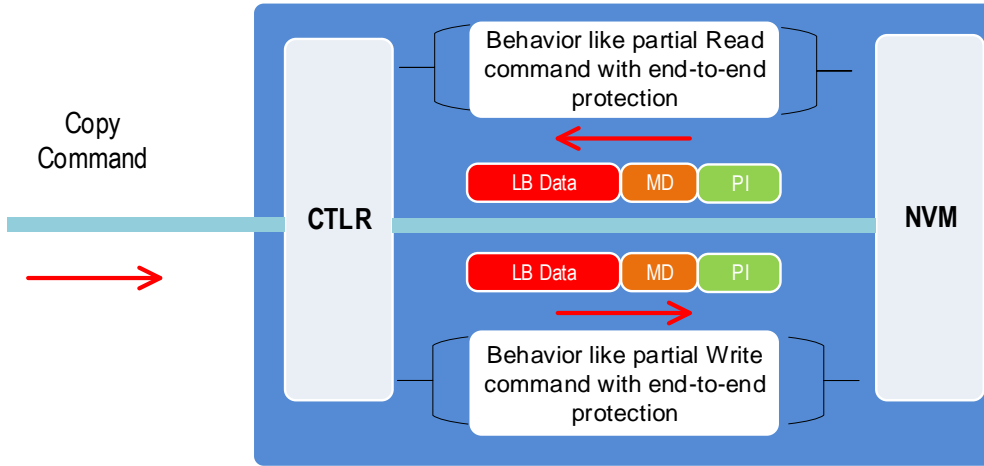 Behavior like partial Read
command with end-to-end
protection
Copy
Command
LB Data MD PI
CTLR
NVM
LB Data MD PI
Behavior like partial Write
command with end-to-end
protection